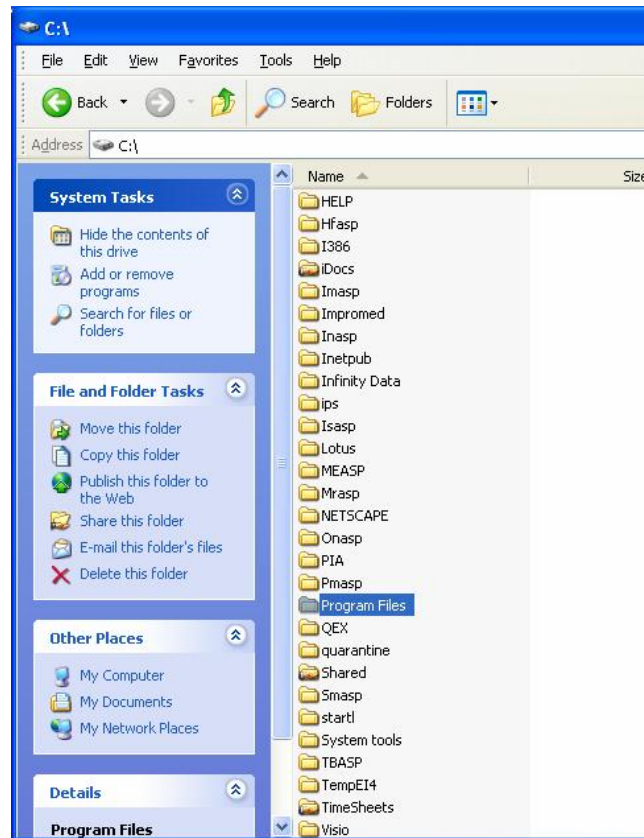 C:\
File Edit View Favorites Tools Help
Back Search Folders
Address C:\
System Tasks
Hide the contents of
this drive
Add or remove
programs
Search for files or
folders
File and Folder Tasks
Move this folder
Copy this folder
Publish this folder to
the Web
Share this folder
E-mail this folder's files
Delete this folder
Other Places
My Computer
My Documents
My Network Places
Details
Program Files
Name Size
HELP
Hfasp
I386
iDocs
Imasp
Impromed
Inasp
Inetpub
Infinity Data
ips
Isasp
Lotus
MEASP
Mrasp
NETSCAPE
Onasp
PIA
Pmasp
Program Files
QEX
quarantine
Shared
Smasp
startl
System tools
TBASP
TempEI4
TimeSheets
Visio